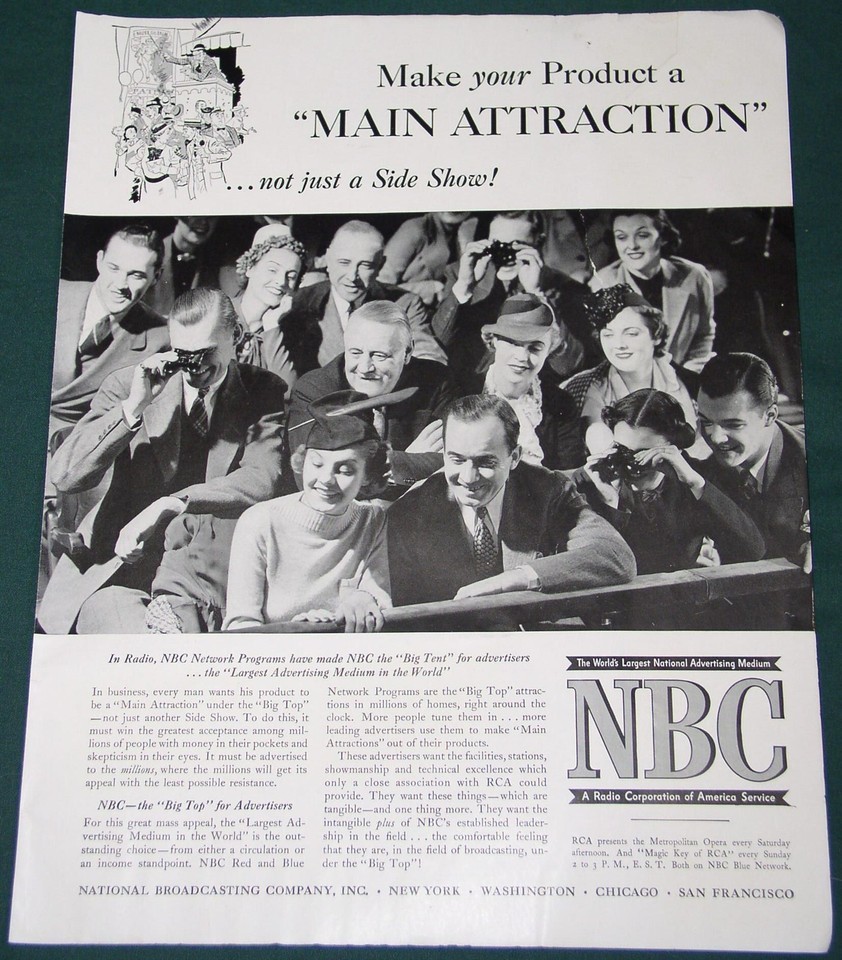 Make your Product a
“MAIN ATTRACTION”
...not just a Side Show!
In Radio, NBC Network Programs have made NBC the “Big Tent” for advertisers
...the “Largest Advertising Medium in the World”
In business, every man wants his product to
be a “Main Attraction” under the “Big Top”
—not just another Side Show. To do this, it
must win the greatest acceptance among mil-
lions of people with money in their pockets and
skepticism in their eyes. It must be advertised
to the millions, where the millions will get its
appeal with the least possible resistance.
NBC—the “Big Top” for Advertisers
For this great mass appeal, the “Largest Ad-
vertising Medium in the World” is the out-
standing choice—from either a circulation or
an income standpoint. NBC Red and Blue
Network Programs are the “Big Top” attrac-
tions in millions of homes, right around the
clock. More people tune them in . . . more
leading advertisers use them to make “Main
Attractions” out of their products.
These advertisers want the facilities, stations,
showmanship and technical excellence which
only a close association with RCA could
provide. They want these things—which are
tangible—and one thing more. They want the
intangible plus of NBC’s established leader-
ship in the field . . . the comfortable feeling
that they are, in the field of broadcasting, un-
der the “Big Top”!
The World’s Largest National Advertising Medium
NBC
A Radio Corporation of America Service
RCA presents the Metropolitan Opera every Saturday
afternoon. And “Magic Key of RCA” every Sunday
2 to 3 P. M., E. S. T. Both on NBC Blue Network.
NATIONAL BROADCASTING COMPANY, INC. • NEW YORK • WASHINGTON • CHICAGO • SAN FRANCISCO